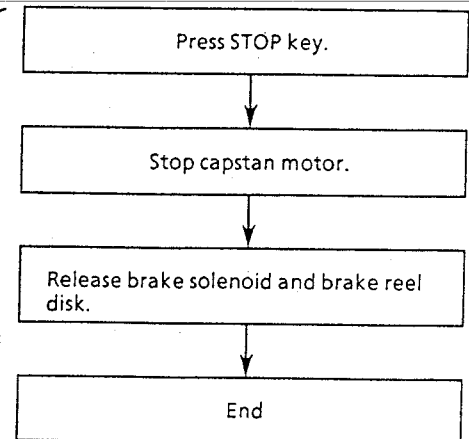 Press STOP key.
Stop capstan motor.
Release brake solenoid and brake reel
disk.
End